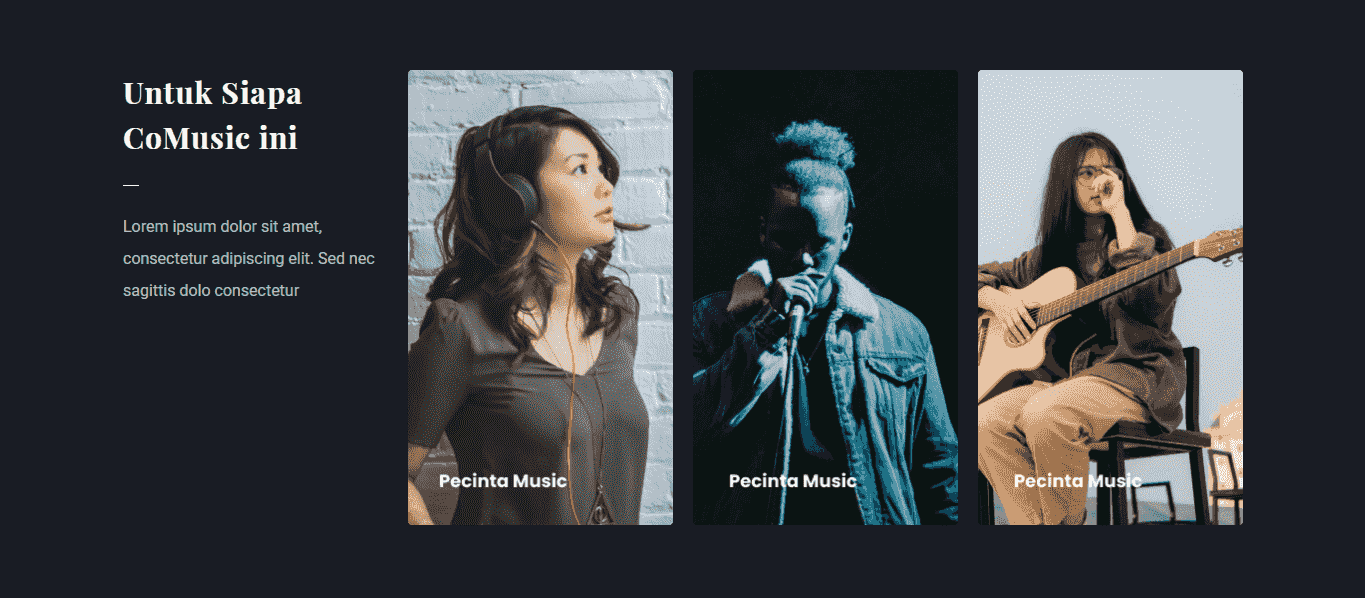 Untuk Siapa
CoMusic ini
Lorem ipsum dolor sit amet,
consectetur adipiscing elit. Sed nec
sagittis dolo consectetur
Pecinta Music
Pecinta Music
Pecinta Music